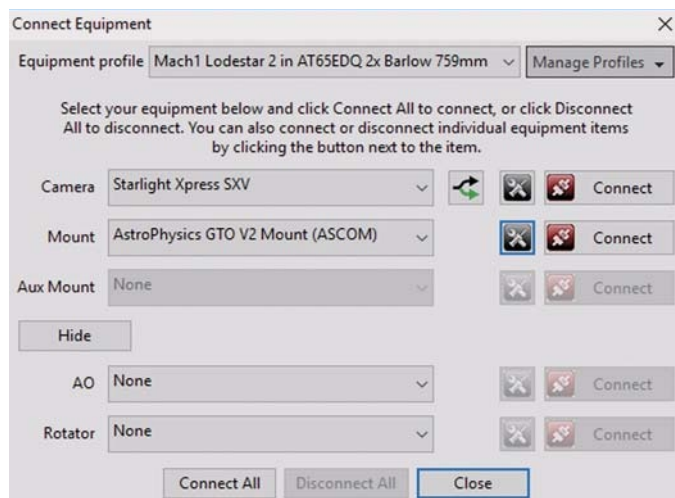 Connect Equipment
Equipment profile Mach1 Lodestar 2 in AT65EDQ 2x Barlow 759mm Manage Profiles
Select your equipment below and click Connect All to connect, or click Disconnect
All to disconnect. You can also connect or disconnect individual equipment items
by clicking the button next to the item.
Camera Starlight Xpress SXV Connect
Mount AstroPhysics GTO V2 Mount (ASCOM) Connect
Aux Mount None Connect
Hide
AO None Connect
Rotator None Connect
Connect All Disconnect All Close